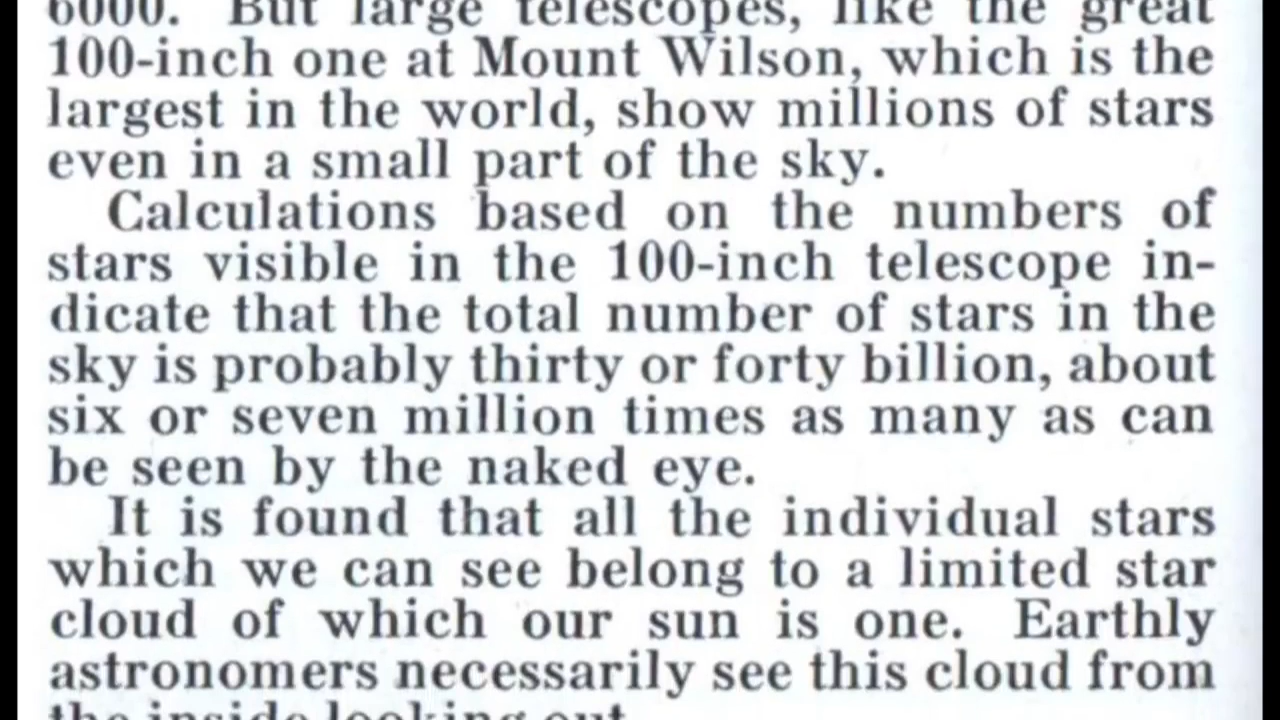 6000. But large telescopes, like the great
100-inch one at Mount Wilson, which is the
largest in the world, show millions of stars
even in a small part of the sky.
Calculations based on the numbers of
stars visible in the 100-inch telescope in-
dicate that the total number of stars in the
sky is probably thirty or forty billion, about
six or seven million times as many as can
be seen by the naked eye.
It is found that all the individual stars
which we can see belong to a limited star
cloud of which our sun is one. Earthly
astronomers necessarily see this cloud from
the inside looking out